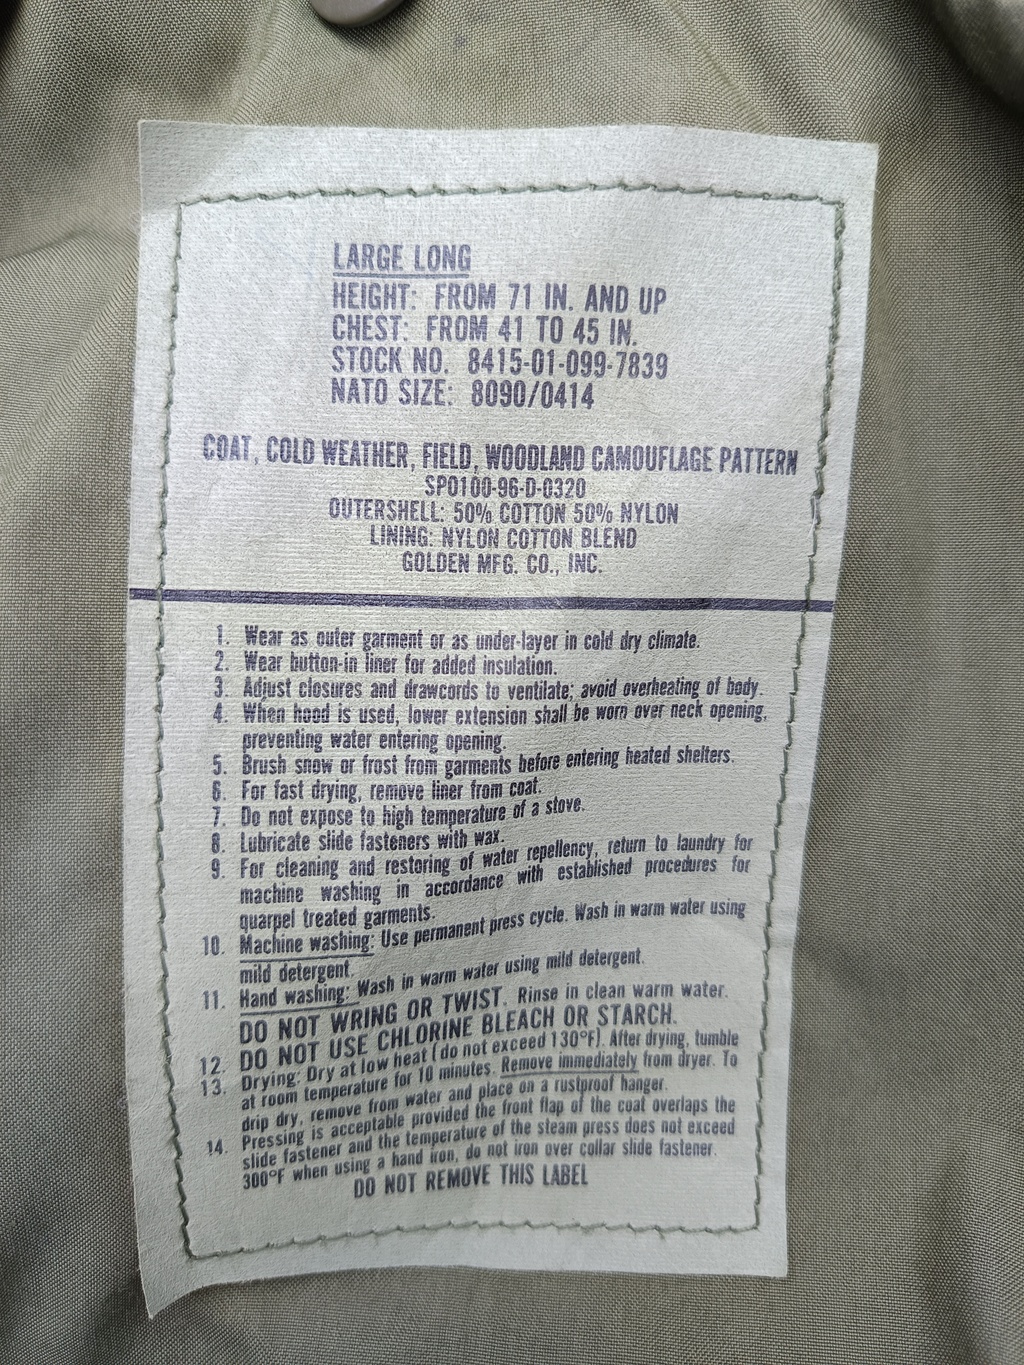 LARGE LONG
HEIGHT: FROM 71 IN. AND UP
CHEST: FROM 41 TO 45 IN.
STOCK NO. 8415-01-099-7839
NATO SIZE: 8090/0414
COAT, COLD WEATHER, FIELD, WOODLAND CAMOUFLAGE PATTERN
SPO100-96-D-0320
OUTERSHELL: 50% COTTON 50% NYLON
LINING: NYLON COTTON BLEND
GOLDEN MFG. CO., INC.
1. Wear as outer garment or as under-layer in cold dry climate.
2. Wear button-in liner for added insulation.
3. Adjust closures and drawcords to ventilate; avoid overheating of body.
4. When hood is used, lower extension shall be worn over neck opening,
preventing water entering opening.
5. Brush snow or frost from garments before entering heated shelters.
6. For fast drying, remove liner from coat.
7. Do not expose to high temperature of a stove.
8. Lubricate slide fasteners with wax.
9. For cleaning and restoring of water repellency, return to laundry for
machine washing in accordance with established procedures for
quarpel treated garments.
10. Machine washing: Use permanent press cycle. Wash in warm water using
mild detergent.
11. Hand washing: Wash in warm water using mild detergent.
DO NOT WRING OR TWIST. Rinse in clean warm water.
12. DO NOT USE CHLORINE BLEACH OR STARCH.
13. Drying: Dry at low heat (do not exceed 130°F). After drying, tumble
at room temperature for 10 minutes. Remove immediately from dryer. To
drip dry, remove from water and place on a rustproof hanger.
14. Pressing is acceptable provided the front flap of the coat overlaps the
slide fastener and the temperature of the steam press does not exceed
300°F when using a hand iron, do not iron over collar slide fastener.
DO NOT REMOVE THIS LABEL